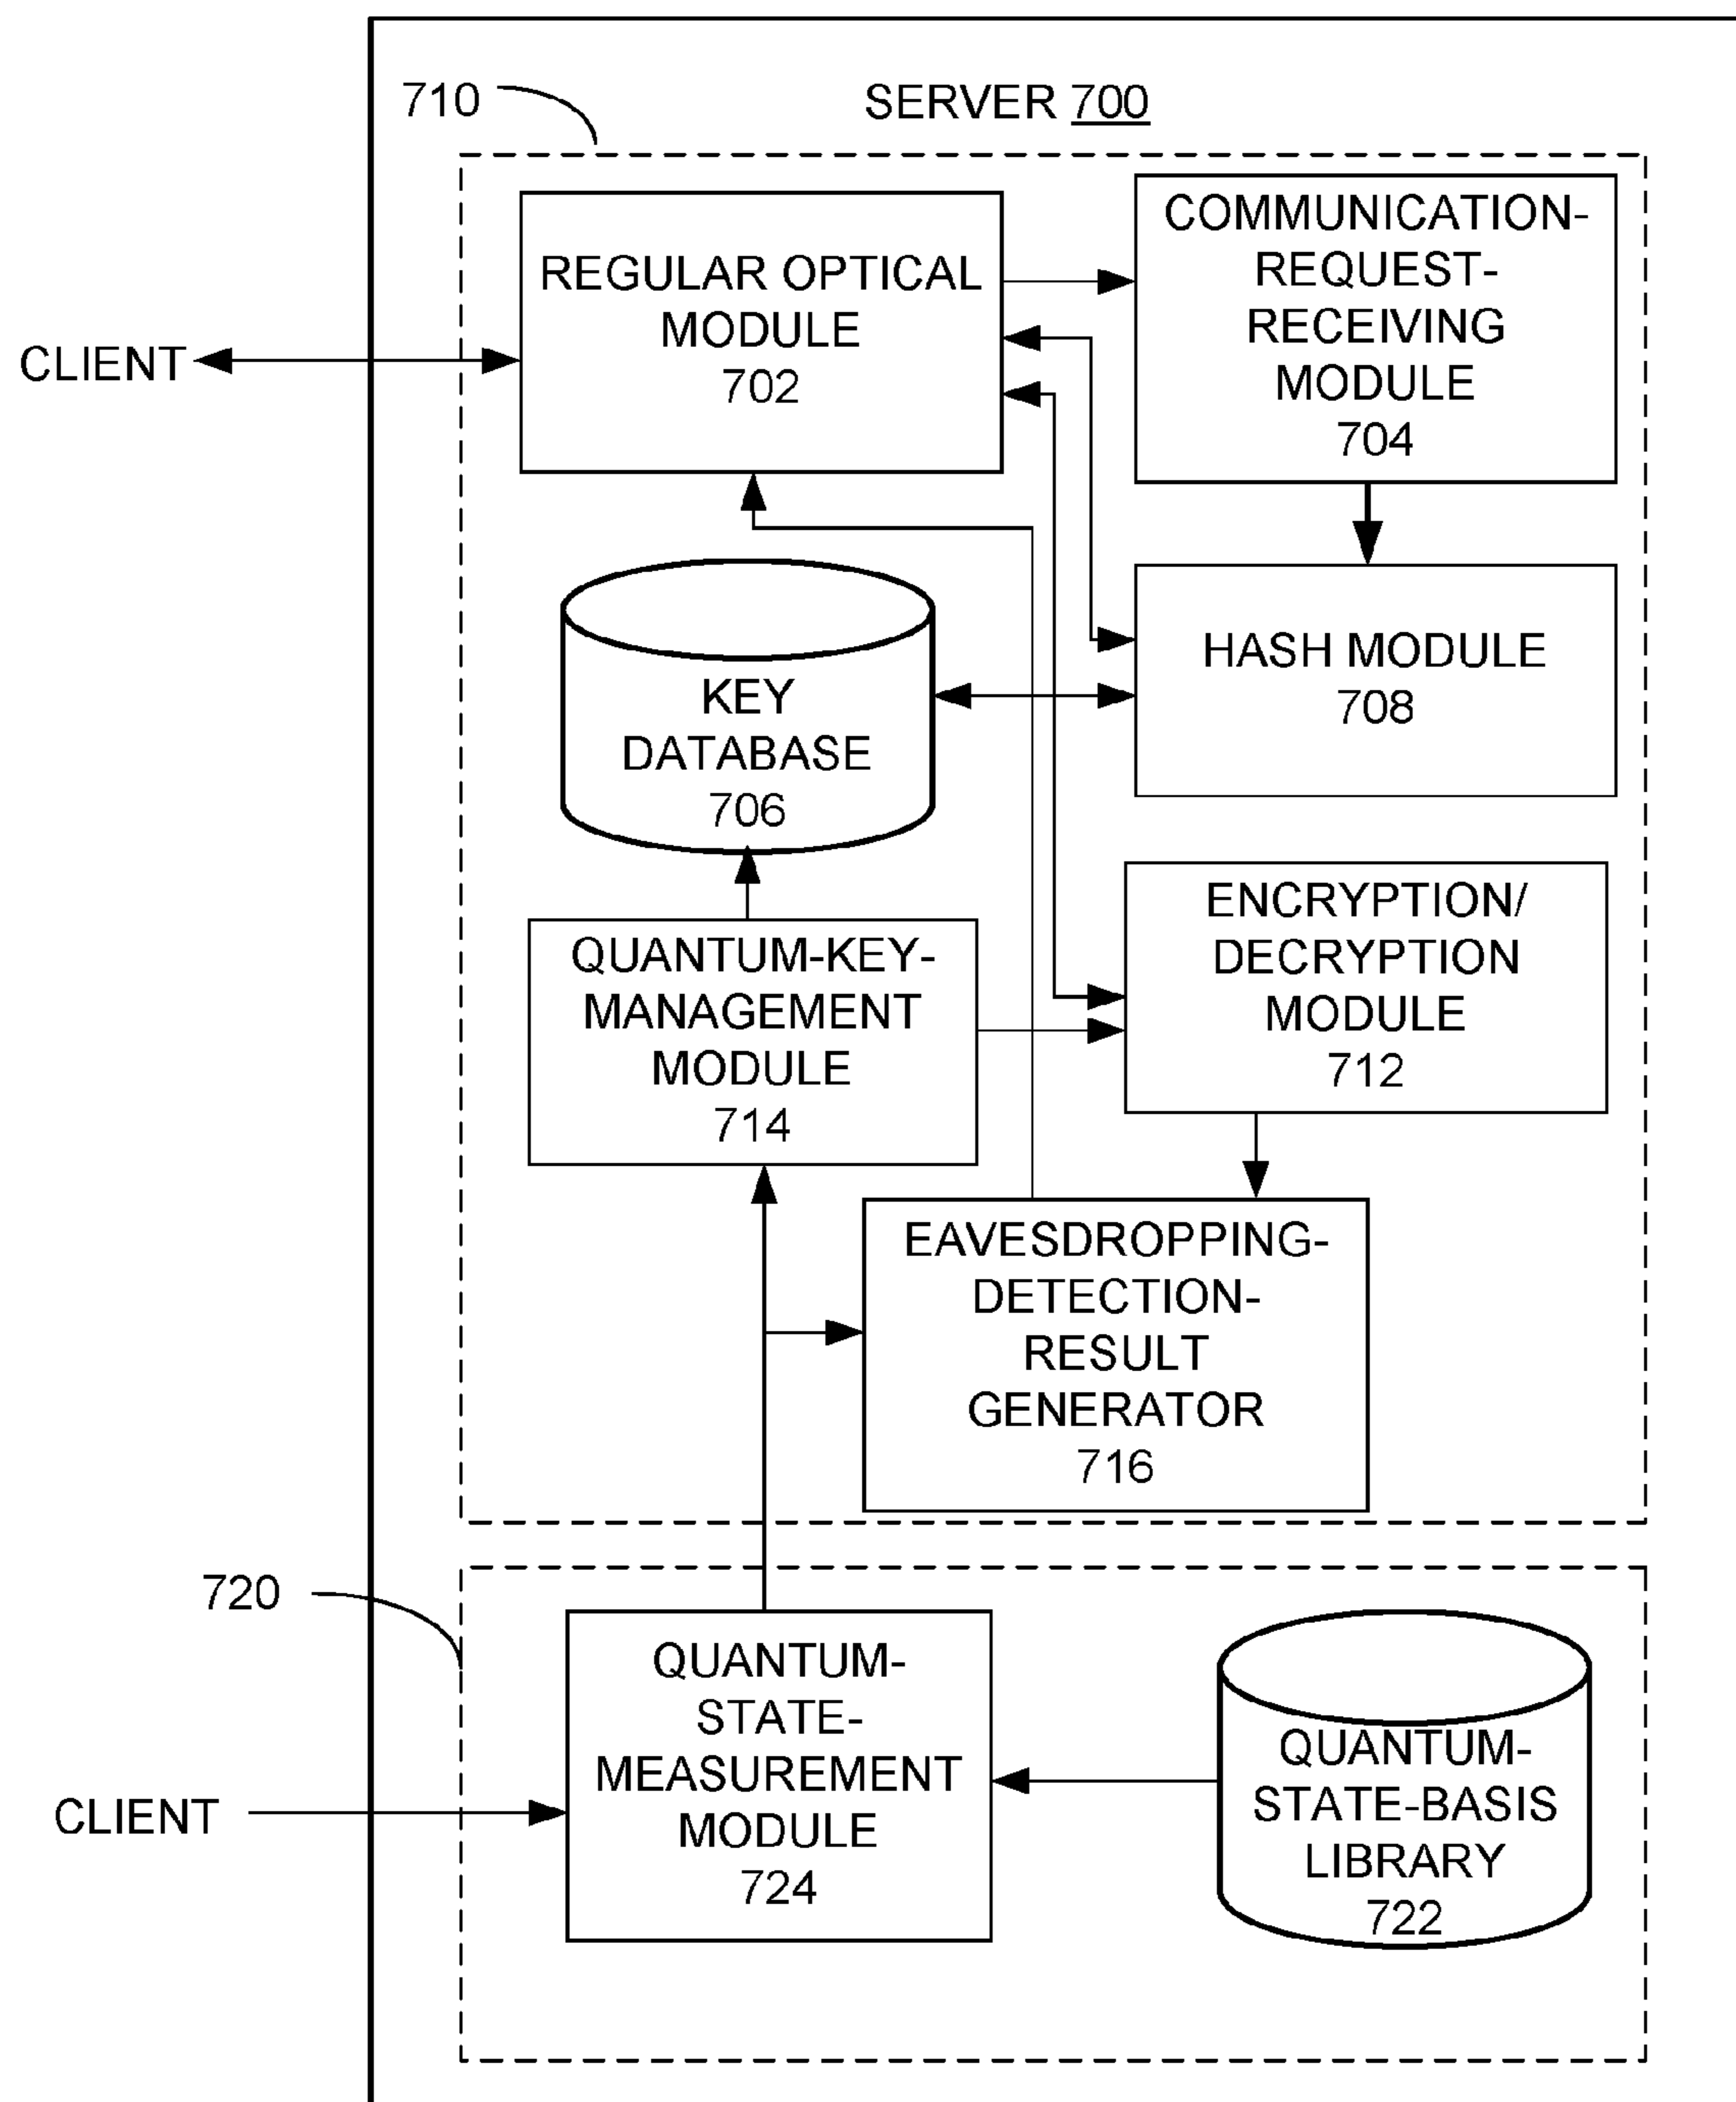 710
SERVER 700
REGULAR OPTICAL
MODULE
702
COMMUNICATION-
REQUEST-
RECEIVING
MODULE
704
CLIENT
KEY
DATABASE
706
HASH MODULE
708
QUANTUM-KEY-
MANAGEMENT
MODULE
714
ENCRYPTION/
DECRYPTION
MODULE
712
EAVESDROPPING-
DETECTION-
RESULT
GENERATOR
716
720
QUANTUM-
STATE-
MEASUREMENT
MODULE
724
CLIENT
QUANTUM-
STATE-BASIS
LIBRARY
722